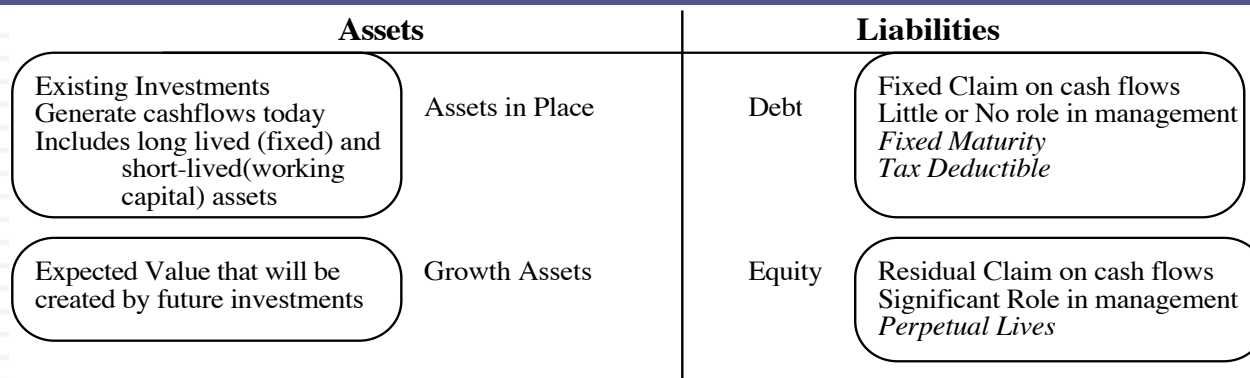 Assets
Liabilities
Existing Investments
Generate cashflows today
Includes long lived (fixed) and
short-lived(working
capital) assets
Assets in Place
Debt
Fixed Claim on cash flows
Little or No role in management
Fixed Maturity
Tax Deductible
Expected Value that will be
created by future investments
Growth Assets
Equity
Residual Claim on cash flows
Significant Role in management
Perpetual Lives